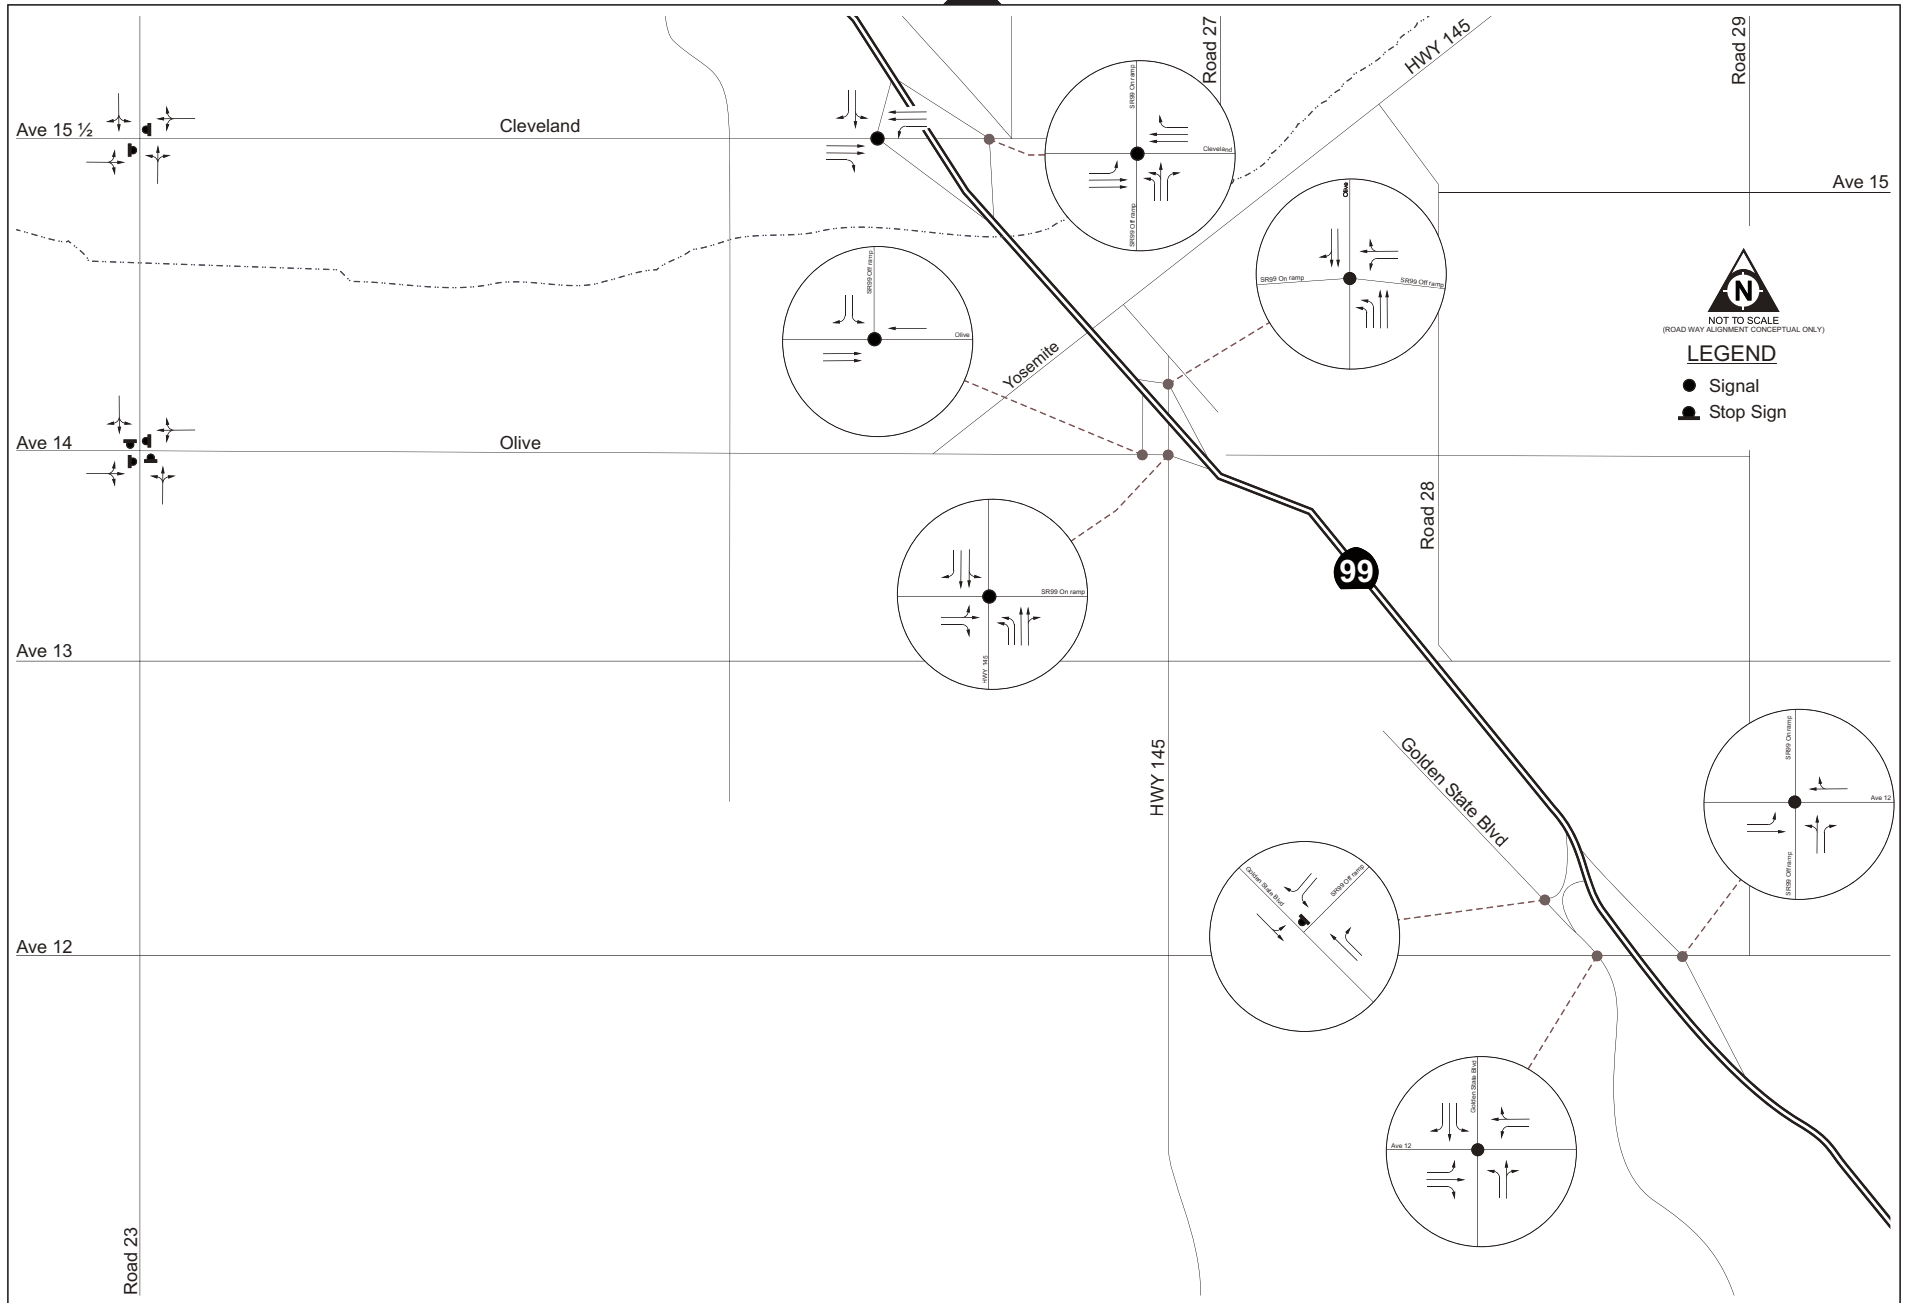 Road 27
HWY 145
Road 29
Ave 15 ½
Cleveland
SR99 On ramp
Cleveland
SR99 Off ramp
Ave 15
Olive
SR99 On ramp
SR99 Off ramp
SR99 Off ramp
Olive
N
NOT TO SCALE
(ROAD WAY ALIGNMENT CONCEPTUAL ONLY)
LEGEND
Signal
Stop Sign
Yosemite
Ave 14
Olive
Road 28
99
SR99 On ramp
HWY 145
Ave 13
HWY 145
Golden State Blvd
SR99 On ramp
Ave 12
SR99 Off ramp
Golden State Blvd
SR99 Off ramp
Ave 12
Golden State Blvd
Ave 12
Road 23